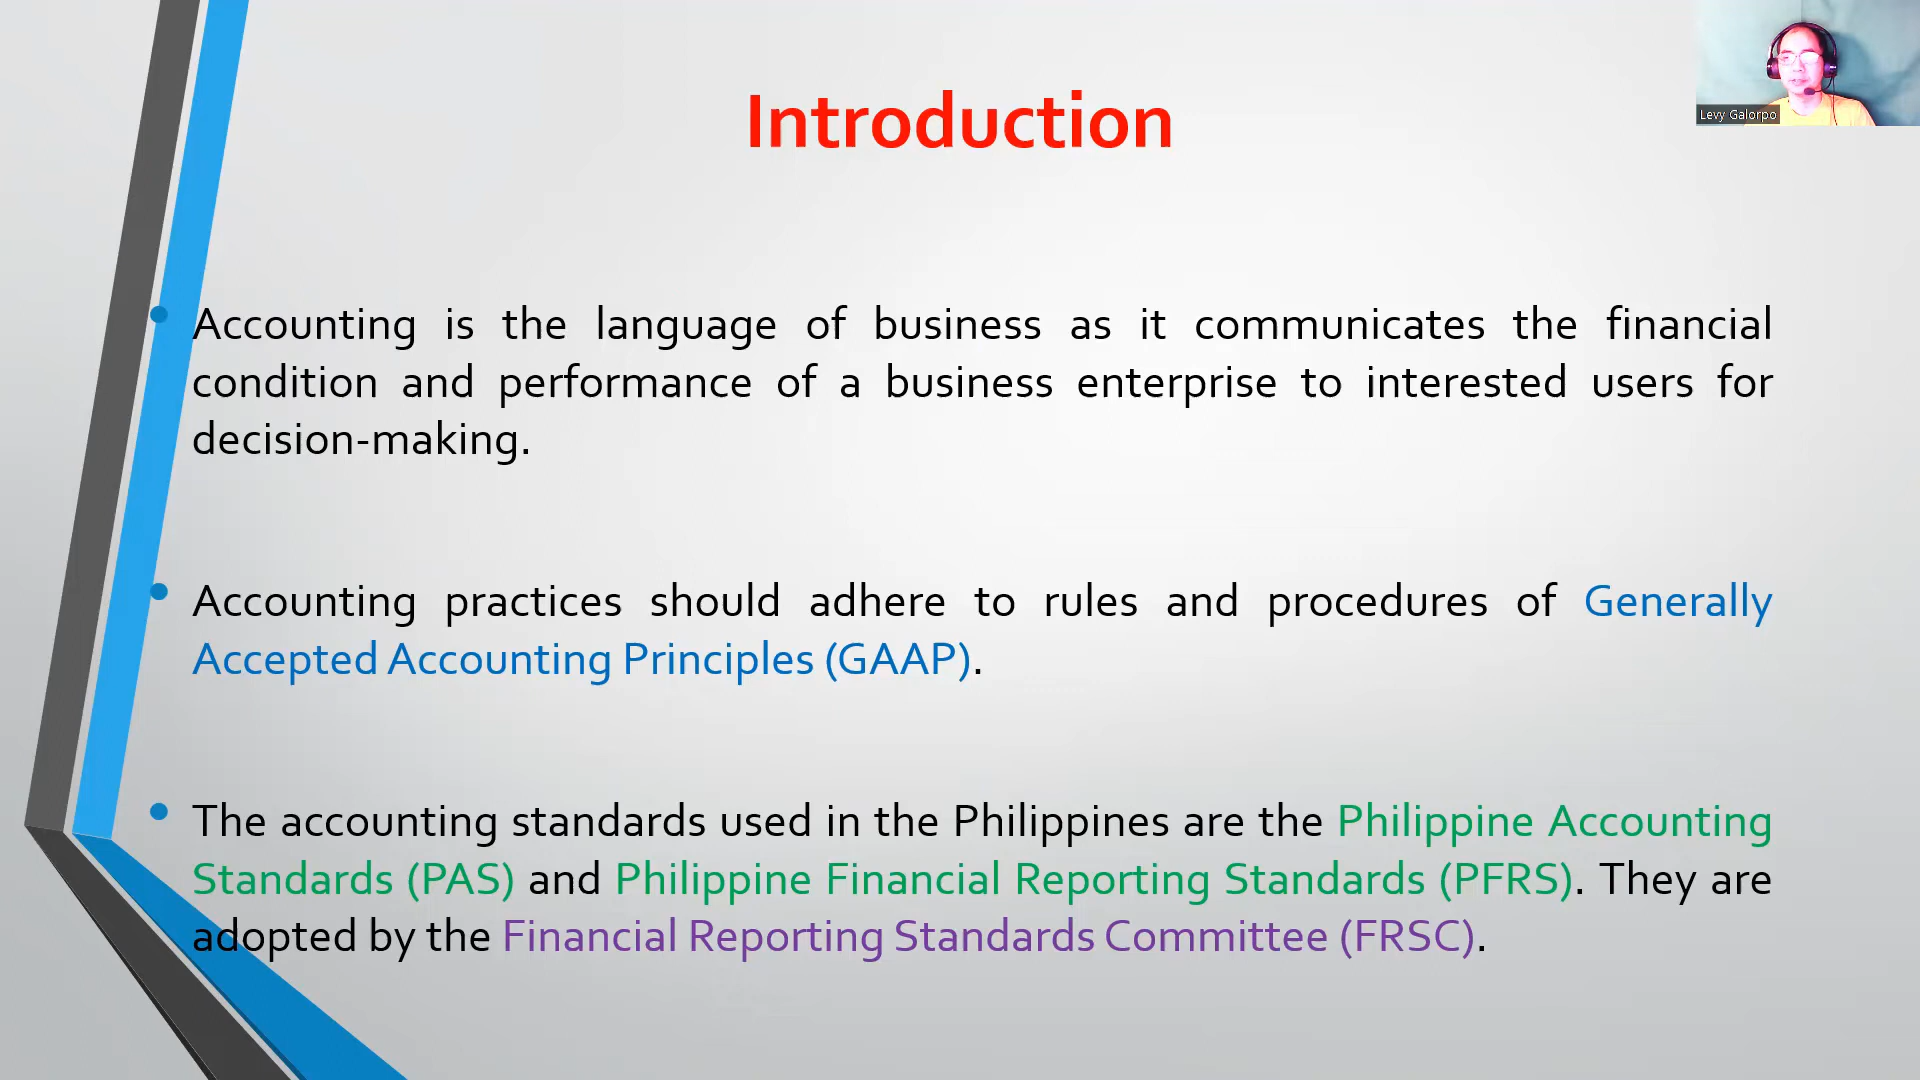 Introduction
Levy Galorpo
• Accounting is the language of business as it communicates the financial
condition and performance of a business enterprise to interested users for
decision-making.
• Accounting practices should adhere to rules and procedures of Generally
Accepted Accounting Principles (GAAP).
• The accounting standards used in the Philippines are the Philippine Accounting
Standards (PAS) and Philippine Financial Reporting Standards (PFRS). They are
adopted by the Financial Reporting Standards Committee (FRSC).